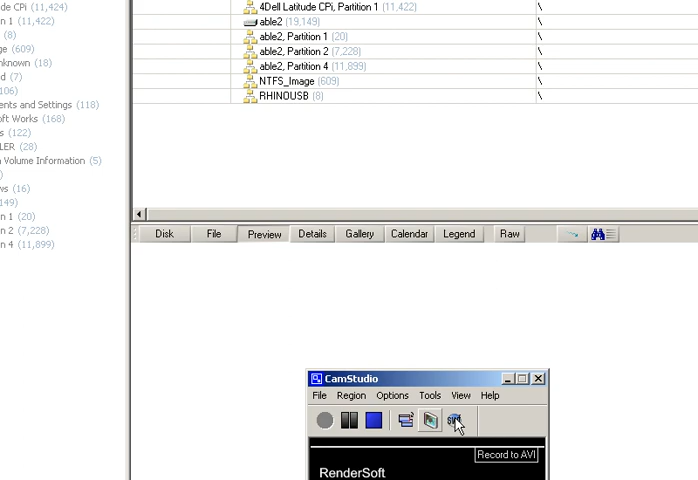 de CPi (11,424)
n 1 (11,422)
(8)
ge (609)
nknown (18)
d (7)
106)
ents and Settings (118)
oft Works (168)
s (122)
LER (28)
n Volume Information (5)
)
ws (16)
149)
n 1 (20)
n 2 (7,228)
n 4 (11,899)
4Dell Latitude CPi, Partition 1 (11,422) \
able2 (19,149) \
able2, Partition 1 (20) \
able2, Partition 2 (7,228) \
able2, Partition 4 (11,899) \
NTFS_Image (609) \
RHINOUSB (8) \
Disk File Preview Details Gallery Calendar Legend Raw
CamStudio
File Region Options Tools View Help
Record to AVI
RenderSoft